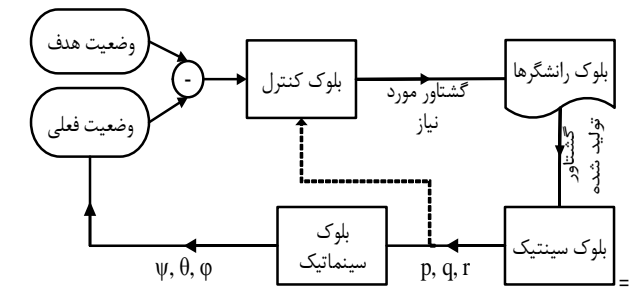 وضعیت هدف
-
بلوک کنترل
بلوک رانشگرها
گشتاور مورد
نیاز
وضعیت فعلی
گشتاور
تولید شده
بلوک
سینماتیک
بلوک سینتیک
ψ, θ, φ
p, q, r
=